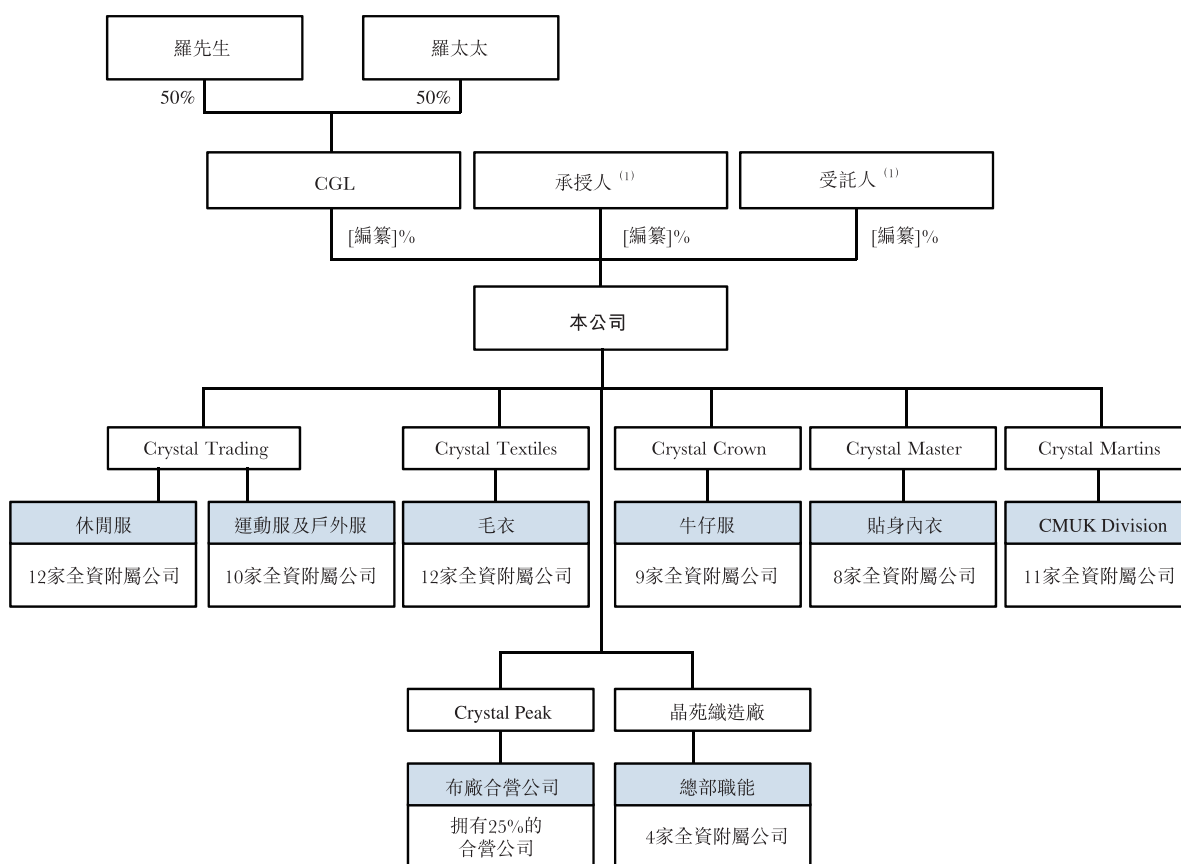 羅先生
羅太太
50%
50%
CGL
承授人 (1)
受託人 (1)
[編纂]%
[編纂]%
[編纂]%
本公司
Crystal Trading
Crystal Textiles
Crystal Crown
Crystal Master
Crystal Martins
休閒服
運動服及戶外服
毛衣
牛仔服
貼身內衣
CMUK Division
12家全資附屬公司
10家全資附屬公司
12家全資附屬公司
9家全資附屬公司
8家全資附屬公司
11家全資附屬公司
Crystal Peak
晶苑織造廠
布廠合營公司
總部職能
擁有25%的
合營公司
4家全資附屬公司